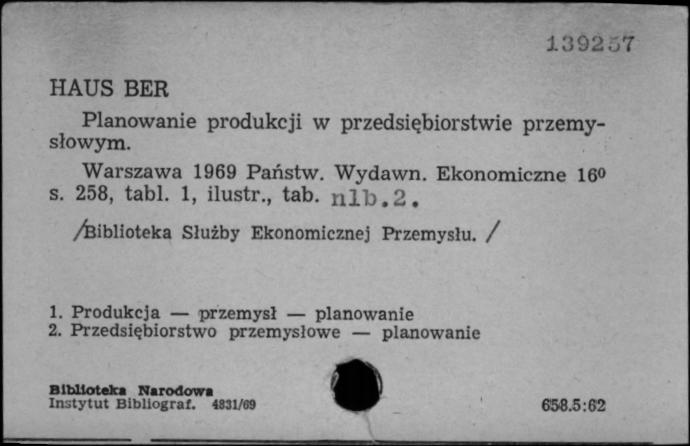 139257
HAUS BER
Planowanie produkcji w przedsiębiorstwie przemy-
słowym.
Warszawa 1969 Państw. Wydawn. Ekonomiczne 16º
s. 258, tabl. 1, ilustr., tab. nlb.2.
/Biblioteka Służby Ekonomicznej Przemysłu. /
1. Produkcja — przemysł — planowanie
2. Przedsiębiorstwo przemysłowe — planowanie
Biblioteka Narodowa
Instytut Bibliograf. 4831/69
658.5:62